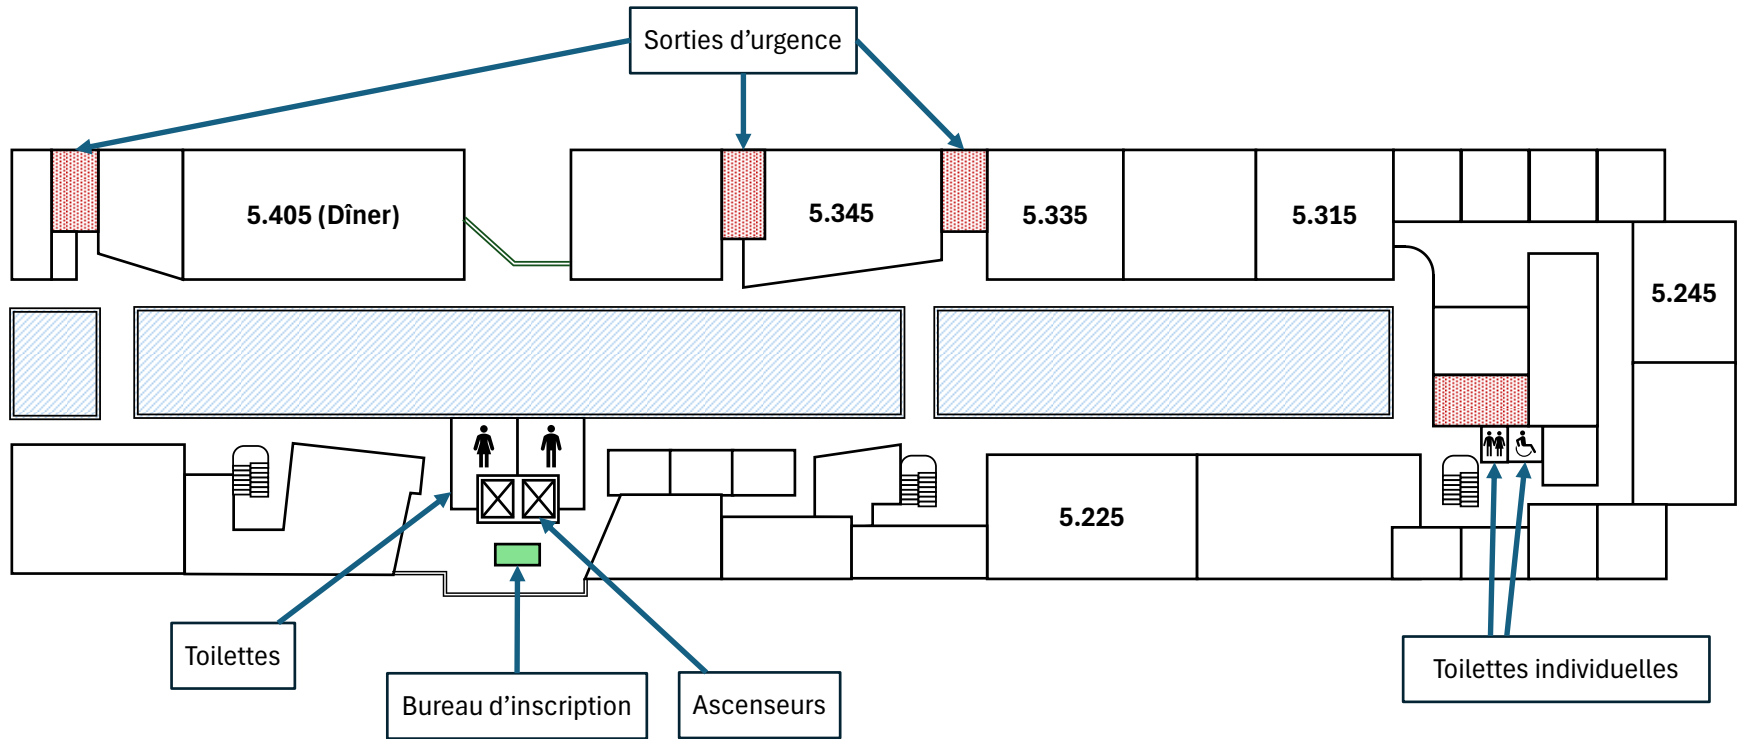 Sorties d’urgence
5.405 (Dîner)
5.345
5.335
5.315
5.245
5.225
Toilettes
Bureau d’inscription
Ascenseurs
Toilettes individuelles